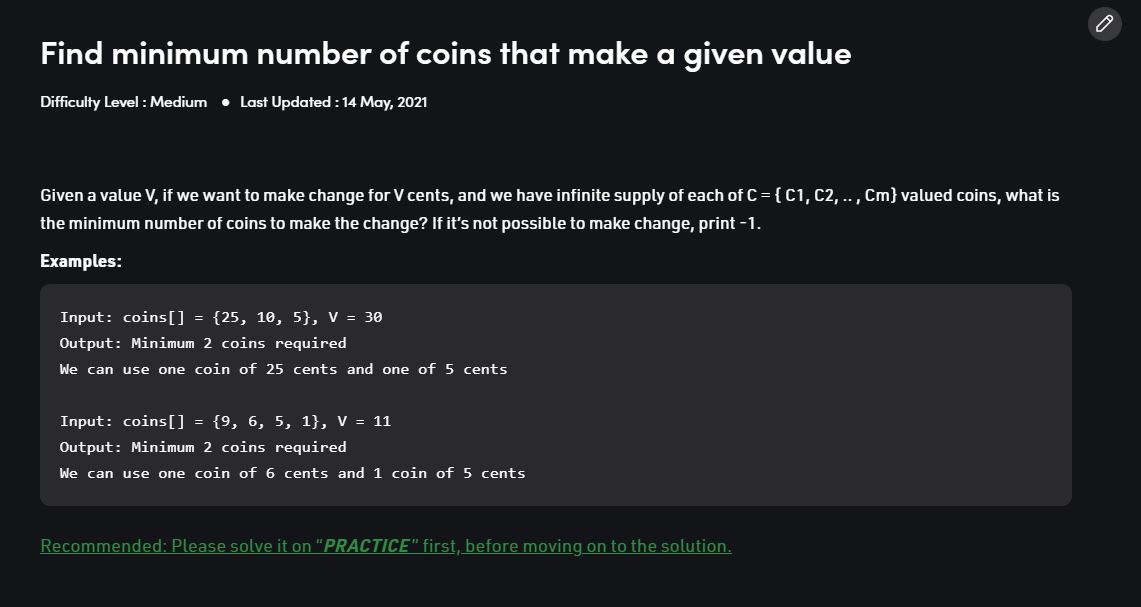 Find minimum number of coins that make a given value
Difficulty Level : Medium ● Last Updated : 14 May, 2021
Given a value V, if we want to make change for V cents, and we have infinite supply of each of C = { C1, C2, .. , Cm} valued coins, what is
the minimum number of coins to make the change? If it’s not possible to make change, print -1.
Examples:
Input: coins[] = {25, 10, 5}, V = 30
Output: Minimum 2 coins required
We can use one coin of 25 cents and one of 5 cents
Input: coins[] = {9, 6, 5, 1}, V = 11
Output: Minimum 2 coins required
We can use one coin of 6 cents and 1 coin of 5 cents
Recommended: Please solve it on “PRACTICE” first, before moving on to the solution.